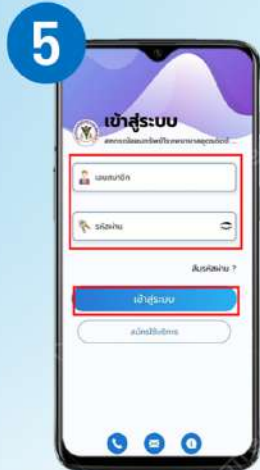 5
เข้าสู่ระบบ
เลขสมาชิก
รหัสผ่าน
ลืมรหัสผ่าน ?
เข้าสู่ระบบ
สมัครใช้บริการ